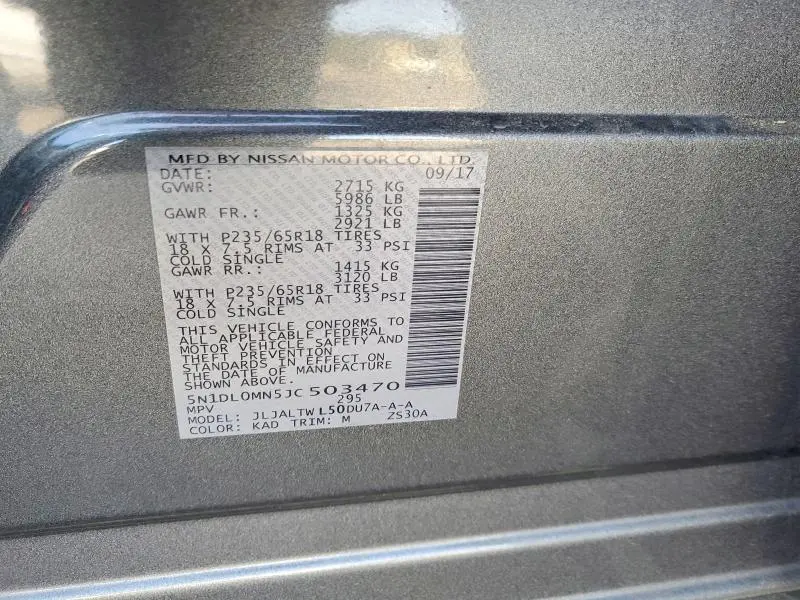 MFD BY NISSAN MOTOR CO., LTD.
DATE: 09/17
GVWR: 2715 KG
5986 LB
GAWR FR.: 1325 KG
2921 LB
WITH P235/65R18 TIRES
18 X 7.5 RIMS AT 33 PSI
COLD SINGLE
GAWR RR.: 1415 KG
3120 LB
WITH P235/65R18 TIRES
18 X 7.5 RIMS AT 33 PSI
COLD SINGLE
THIS VEHICLE CONFORMS TO
ALL APPLICABLE FEDERAL
MOTOR VEHICLE SAFETY AND
THEFT PREVENTION
STANDARDS IN EFFECT ON
THE DATE OF MANUFACTURE
SHOWN ABOVE.
5N1DL0MN5JC503470
MPV 295
MODEL: JLJALTWL50DU7A-A-A
COLOR: KAD TRIM: M ZS30A